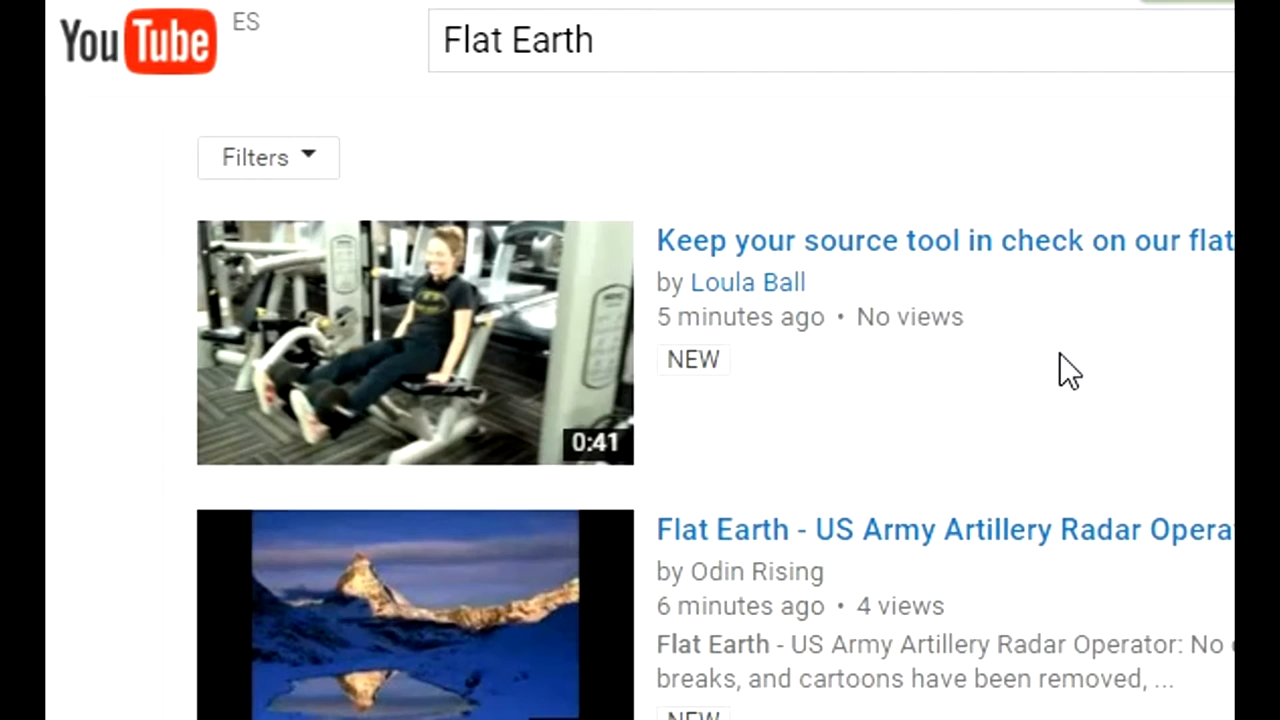 YouTube ES
Flat Earth
Filters
Keep your source tool in check on our flat
by Loula Ball
5 minutes ago • No views
NEW
0:41
Flat Earth - US Army Artillery Radar Opera
by Odin Rising
6 minutes ago • 4 views
Flat Earth - US Army Artillery Radar Operator: No
breaks, and cartoons have been removed, ...
NEW